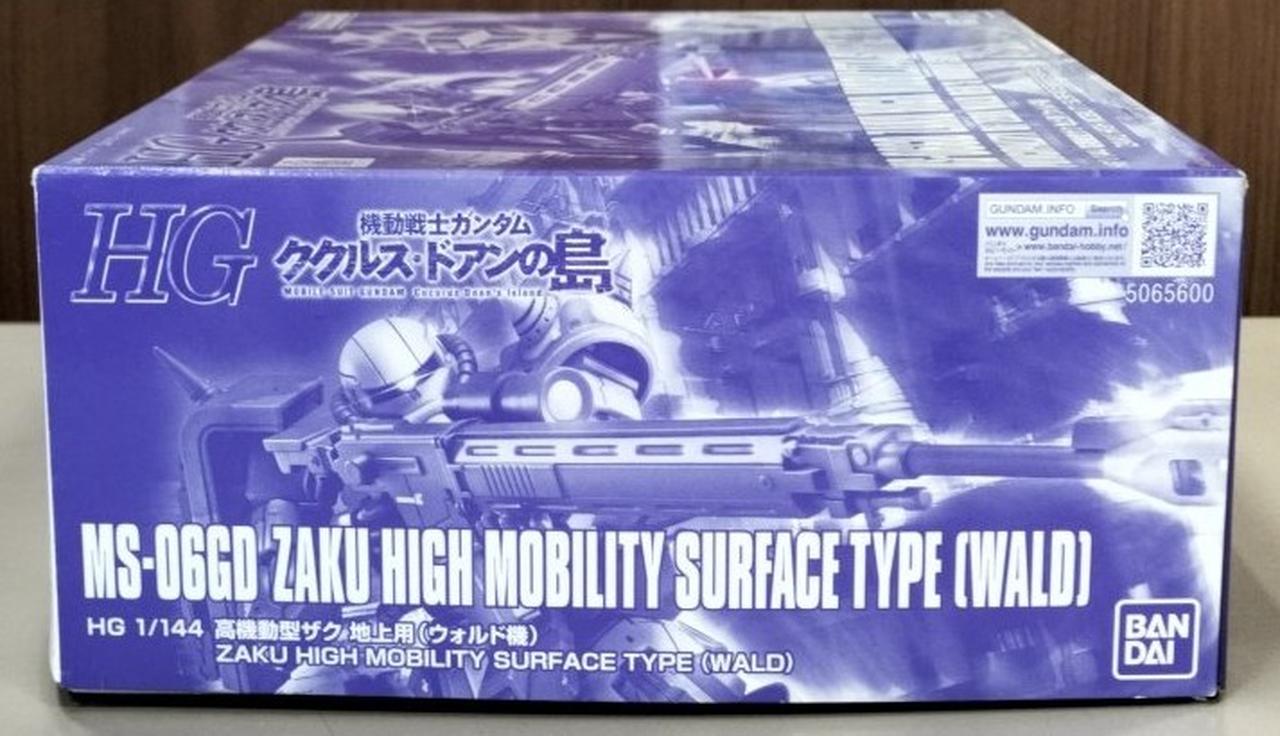 HG
機動戦士ガンダム
ククルス・ドアンの島
MOBILE SUIT GUNDAM Cucuruz Doan's Island
GUNDAM.INFO Search
www.gundam.info
www.bandai-hobby.net/
5065600
MS-06GD ZAKU HIGH MOBILITY SURFACE TYPE (WALD)
HG 1/144 高機動型ザク 地上用(ウォルド機)
ZAKU HIGH MOBILITY SURFACE TYPE (WALD)
BAN
DAI